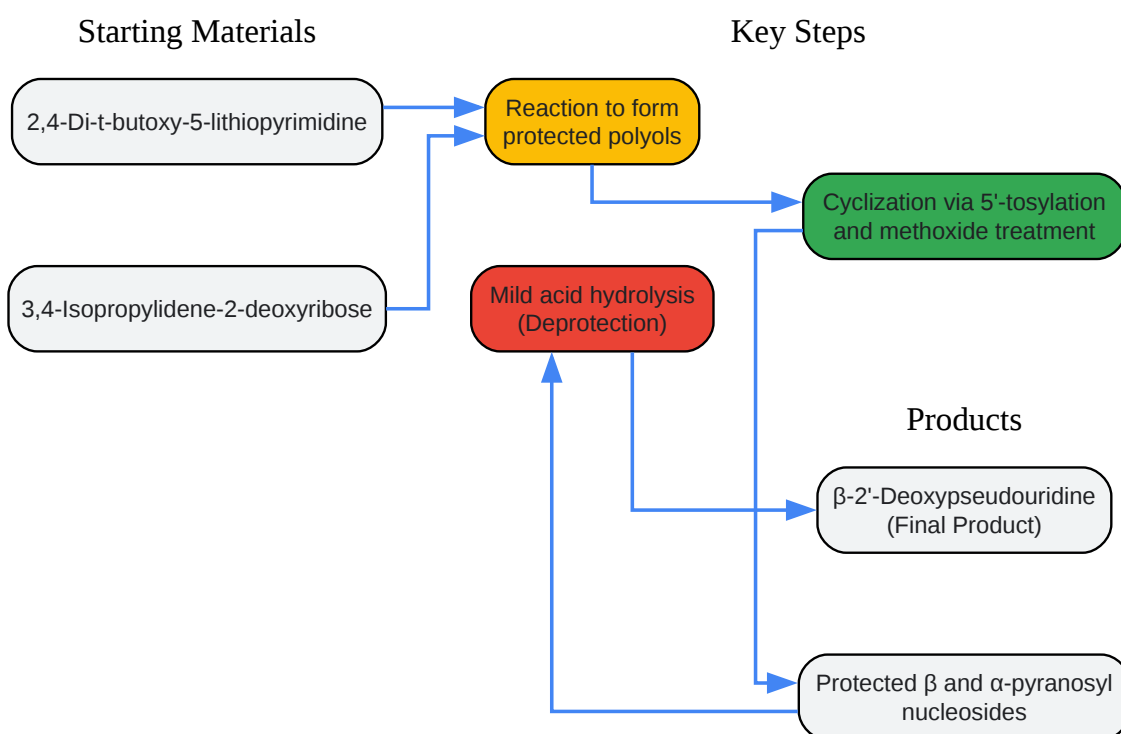 Starting Materials
Key Steps
2,4-Di-t-butoxy-5-lithiopyrimidine
Reaction to form
protected polyols
Cyclization via 5'-tosylation
and methoxide treatment
3,4-Isopropylidene-2-deoxyribose
Mild acid hydrolysis
(Deprotection)
Products
β-2'-Deoxypseudouridine
(Final Product)
Protected β and α-pyranosyl
nucleosides